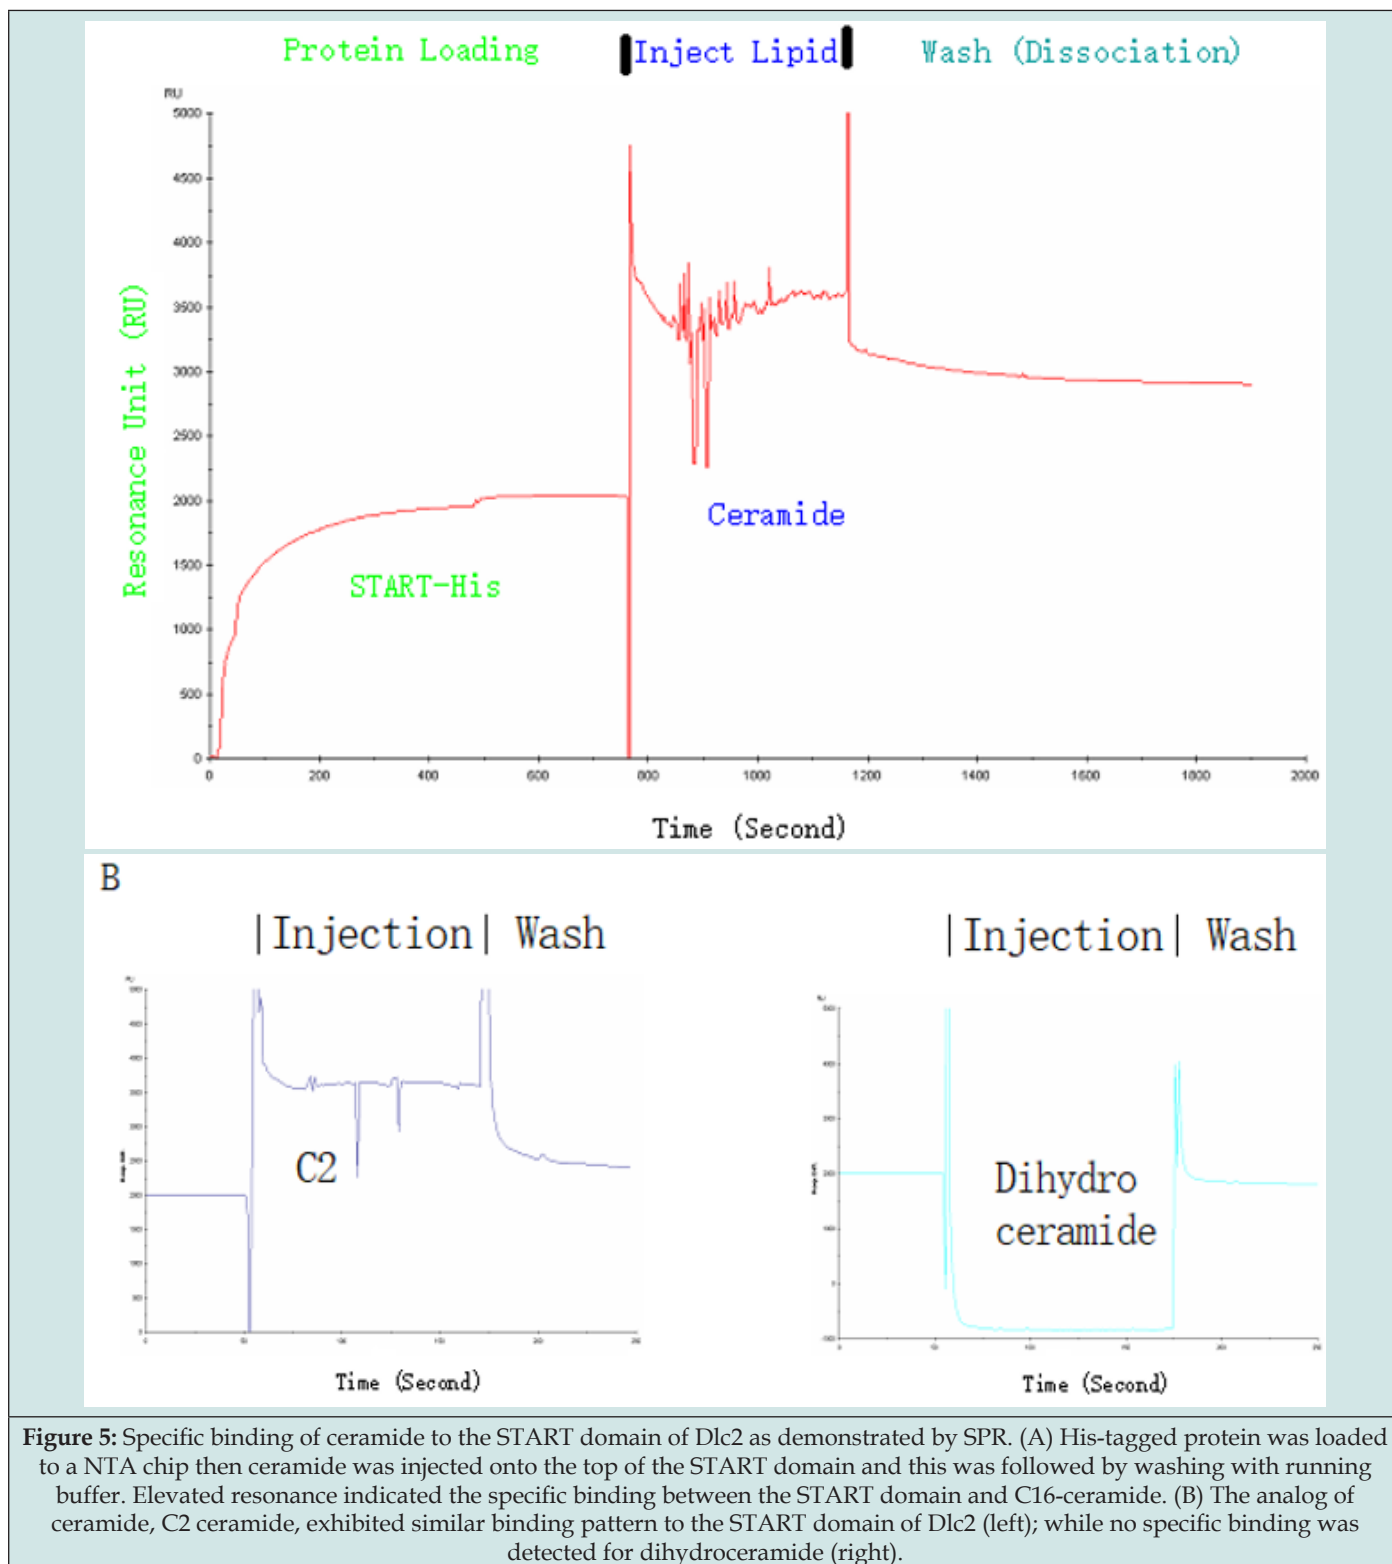 Protein Loading Inject Lipid Wash (Dissociation)
RU
5000
4500
4000
3500
3000
2500
2000
1500
1000
500
0
Resonance Unit (RU)
Ceramide
START-His
0 200 400 600 800 1000 1200 1400 1600 1800 2000
Time (Second)
B
|Injection| Wash
C2
Time (Second)
|Injection| Wash
Dihydro
ceramide
Time (Second)
Figure 5: Specific binding of ceramide to the START domain of Dlc2 as demonstrated by SPR. (A) His-tagged protein was loaded
to a NTA chip then ceramide was injected onto the top of the START domain and this was followed by washing with running
buffer. Elevated resonance indicated the specific binding between the START domain and C16-ceramide. (B) The analog of
ceramide, C2 ceramide, exhibited similar binding pattern to the START domain of Dlc2 (left); while no specific binding was
detected for dihydroceramide (right).